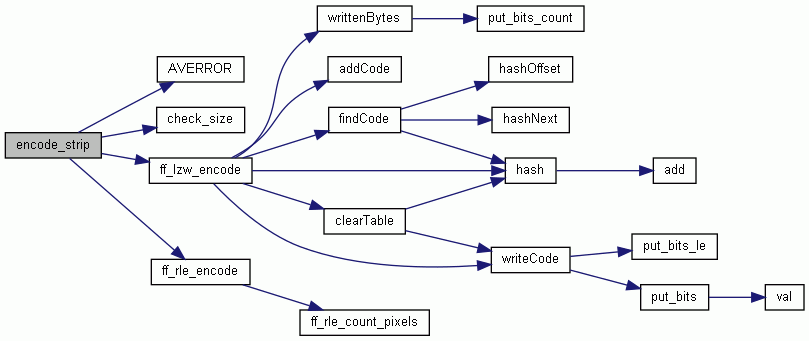 writtenBytes
put_bits_count
AVERROR
addCode
hashOffset
check_size
findCode
hashNext
encode_strip
ff_lzw_encode
hash
add
clearTable
put_bits_le
writeCode
ff_rle_encode
put_bits
val
ff_rle_count_pixels